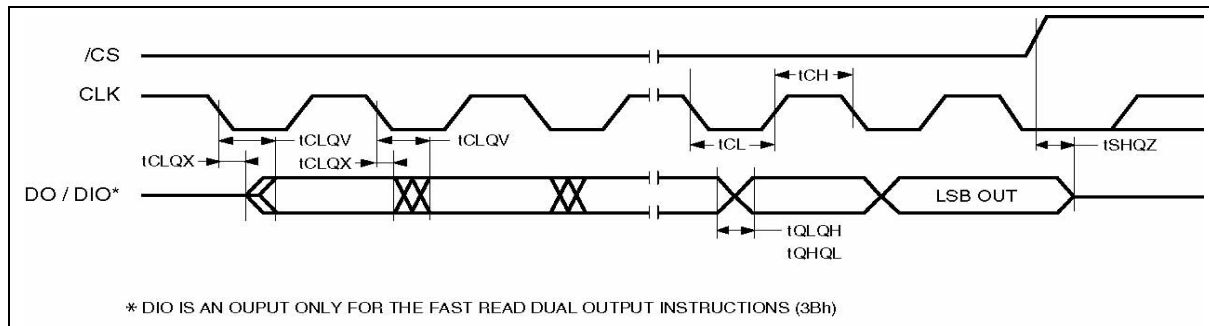 /CS
tCH
CLK
tCLQV
tCLQV
tCL
tSHQZ
tCLQX
tCLQX
DO / DIO*
LSB OUT
tQLQH
tQHQL
* DIO IS AN OUPUT ONLY FOR THE FAST READ DUAL OUTPUT INSTRUCTIONS (3Bh)